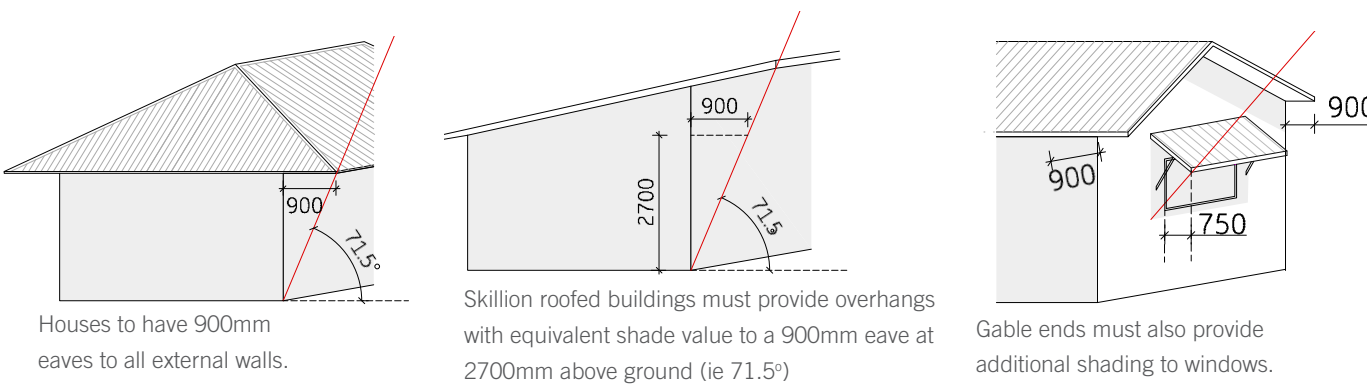 900
71.5°
Houses to have 900mm
eaves to all external walls.
900
2700
71.5°
Skillion roofed buildings must provide overhangs
with equivalent shade value to a 900mm eave at
2700mm above ground (ie 71.5º)
900
900
750
Gable ends must also provide
additional shading to windows.